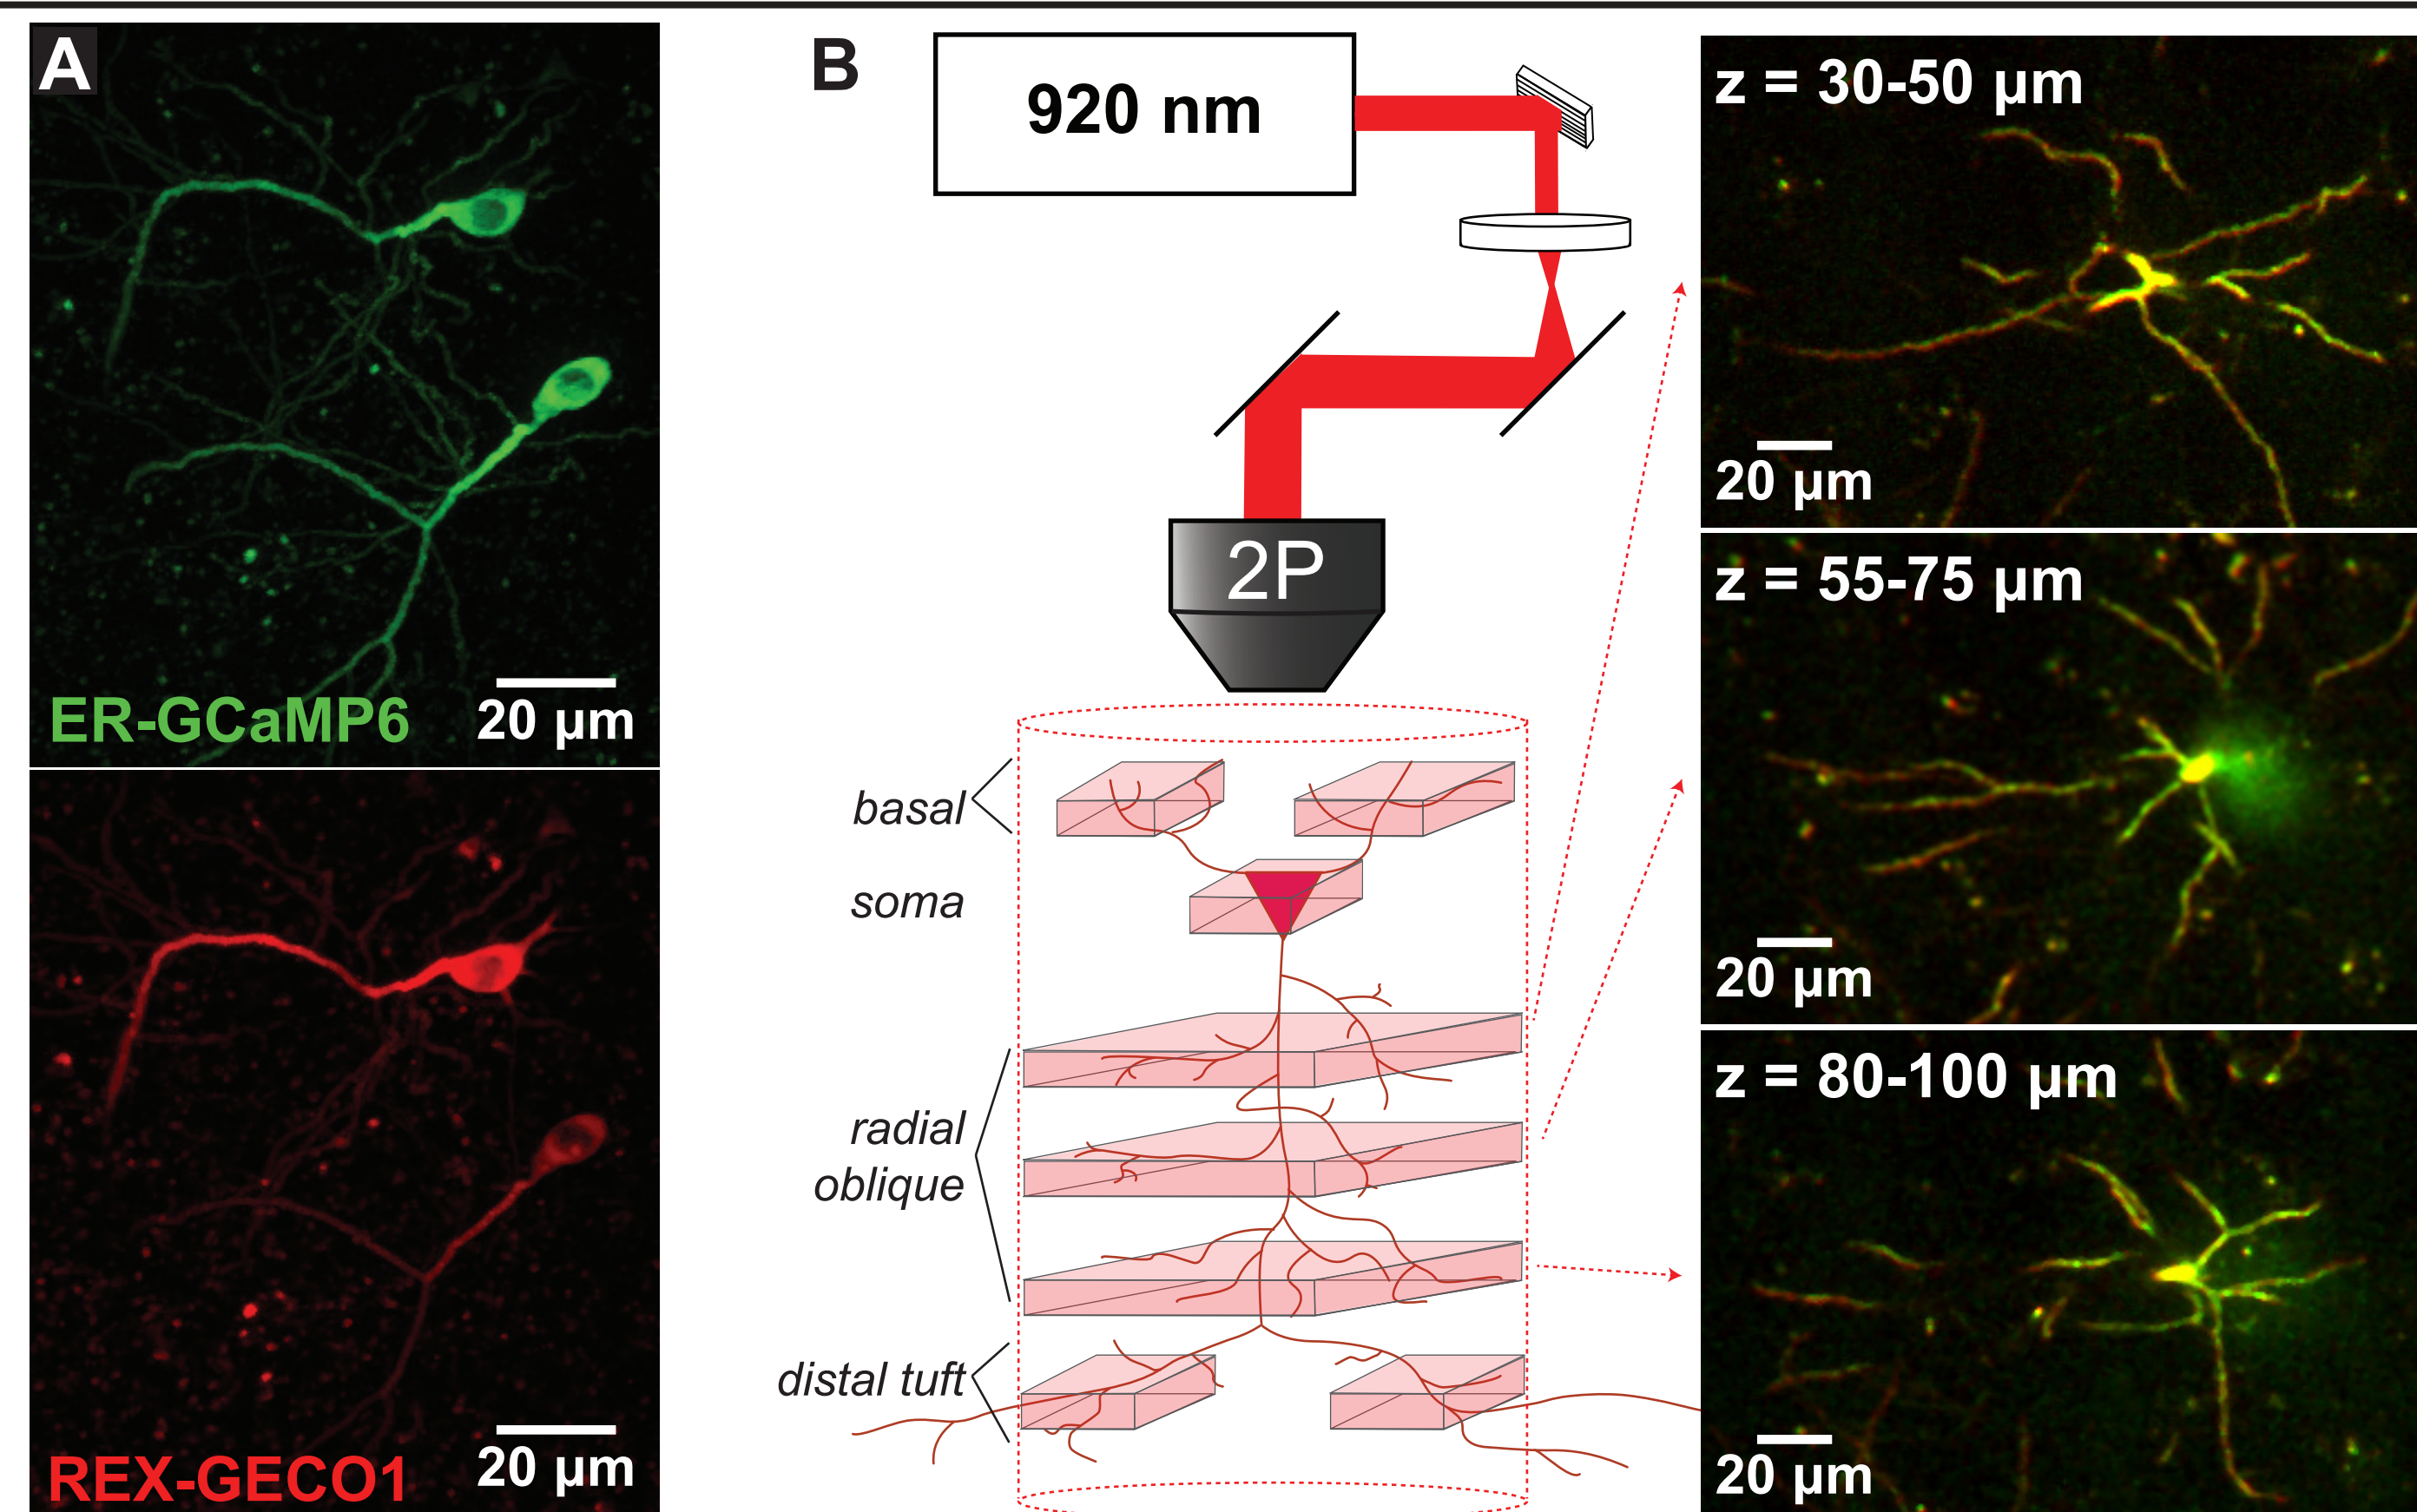 A
ER-GCaMP6
20 µm
REX-GECO1
20 µm
B
920 nm
2P
basal
soma
radial
oblique
distal tuft
z = 30-50 µm
20 µm
z = 55-75 µm
20 µm
z = 80-100 µm
20 µm